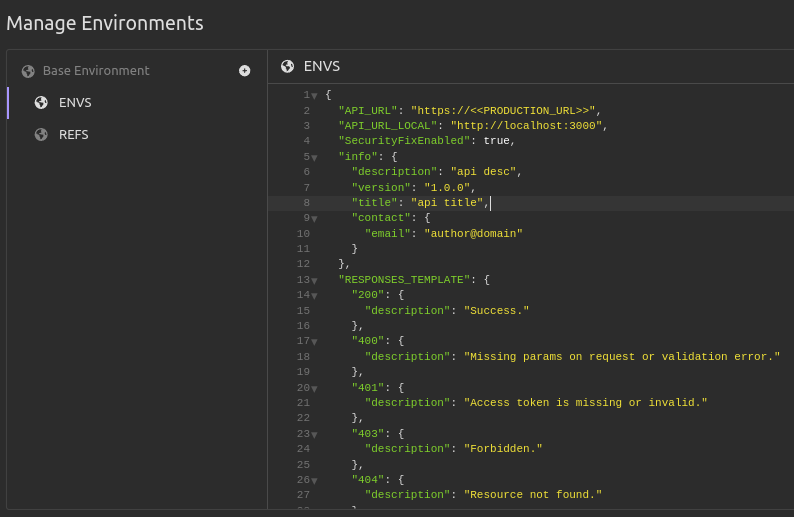 Manage Environments
Base Environment
ENVS
REFS
ENVS
1 {
2 "API_URL": "https://<<PRODUCTION_URL>>",
3 "API_URL_LOCAL": "http://localhost:3000",
4 "SecurityFixEnabled": true,
5 "info": {
6 "description": "api desc",
7 "version": "1.0.0",
8 "title": "api title",
9 "contact": {
10 "email": "author@domain"
11 }
12 },
13 "RESPONSES_TEMPLATE": {
14 "200": {
15 "description": "Success."
16 },
17 "400": {
18 "description": "Missing params on request or validation error."
19 },
20 "401": {
21 "description": "Access token is missing or invalid."
22 },
23 "403": {
24 "description": "Forbidden."
25 },
26 "404": {
27 "description": "Resource not found."